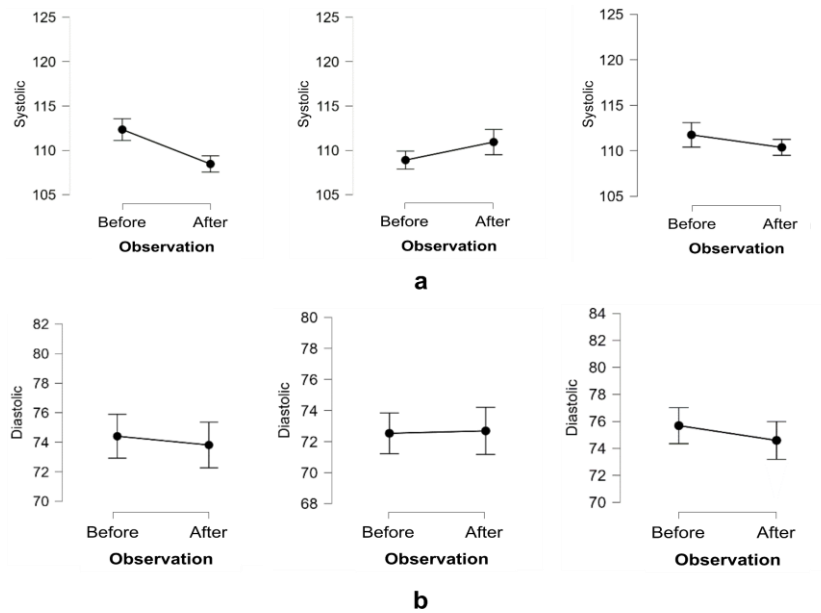 125
120
115
110
105
Systolic
Before After
Observation
125
120
115
110
105
Systolic
Before After
Observation
125
120
115
110
105
Systolic
Before After
Observation
a
82
80
78
76
74
72
70
Diastolic
Before After
Observation
80
78
76
74
72
70
68
Diastolic
Before After
Observation
84
82
80
78
76
74
72
70
Diastolic
Before After
Observation
b